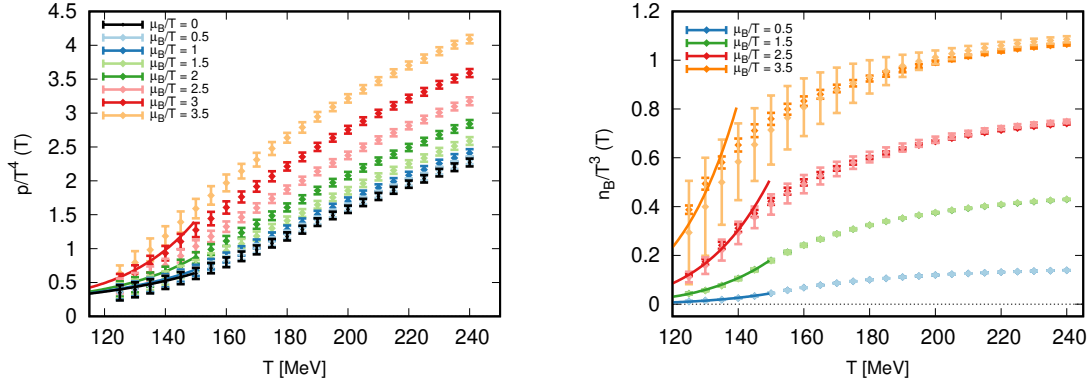 p/T⁴ (T)
4.5
4
3.5
3
2.5
2
1.5
1
0.5
0
μB/T = 0
μB/T = 0.5
μB/T = 1
μB/T = 1.5
μB/T = 2
μB/T = 2.5
μB/T = 3
μB/T = 3.5
120 140 160 180 200 220 240
T [MeV]
nB/T³ (T)
1.2
1
0.8
0.6
0.4
0.2
0
μB/T = 0.5
μB/T = 1.5
μB/T = 2.5
μB/T = 3.5
120 140 160 180 200 220 240
T [MeV]